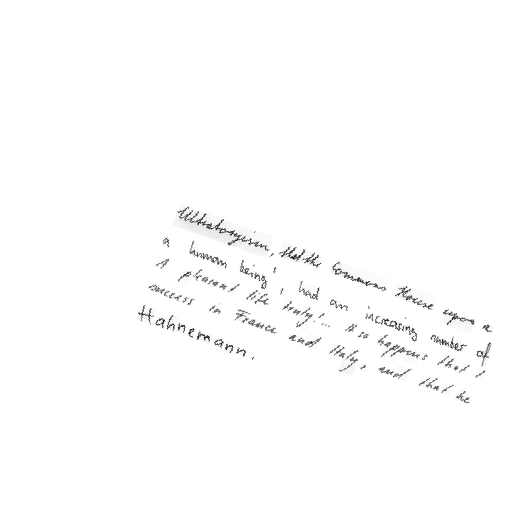 , that the Commons House upon a
a human being, had an increasing number of
A pleasant life truly!... It so happens that I
success in France and Italy, and that he
Hahnemann.